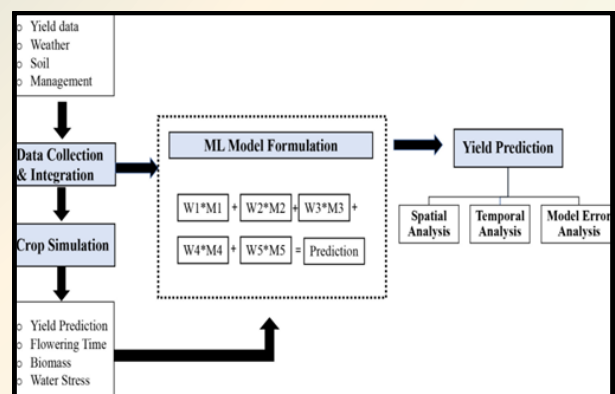 o Yield data
o Weather
o Soil
o Management
Data Collection
& Integration
Crop Simulation
o Yield Prediction
o Flowering Time
o Biomass
o Water Stress
ML Model Formulation
W1*M1 + W2*M2 + W3*M3 +
W4*M4 + W5*M5 = Prediction
Yield Prediction
Spatial
Analysis
Temporal
Analysis
Model Error
Analysis